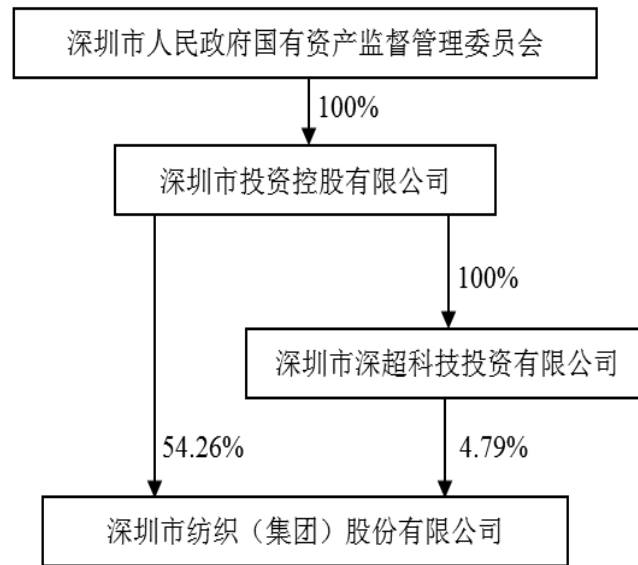 深圳市人民政府国有资产监督管理委员会
100%
深圳市投资控股有限公司
100%
深圳市深超科技投资有限公司
54.26%
4.79%
深圳市纺织（集团）股份有限公司